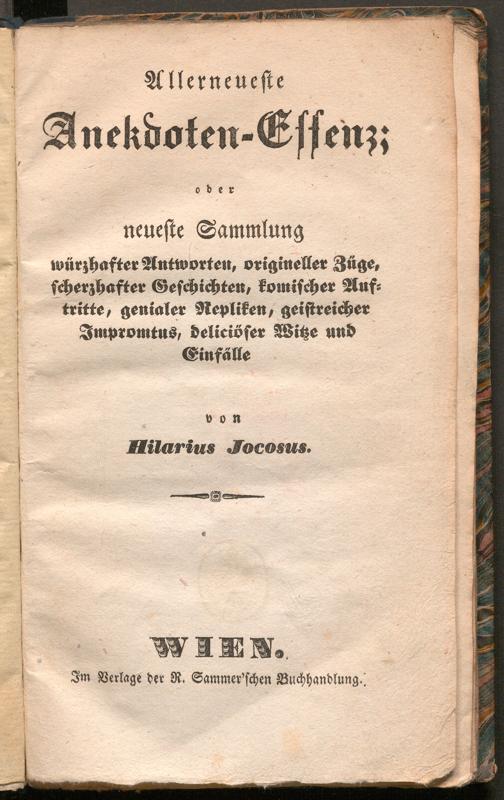 Allerneueste
Anekdoten-Essenz;
oder
neueste Sammlung
würzhafter Antworten, origineller Züge,
scherzhafter Geschichten, komischer Auf-
tritte, genialer Repliken, geistreicher
Impromtus, deliciöser Witze und
Einfälle
von
Hilarius Jocosus.
WIEN.
Im Verlage der R. Sammer'schen Buchhandlung.